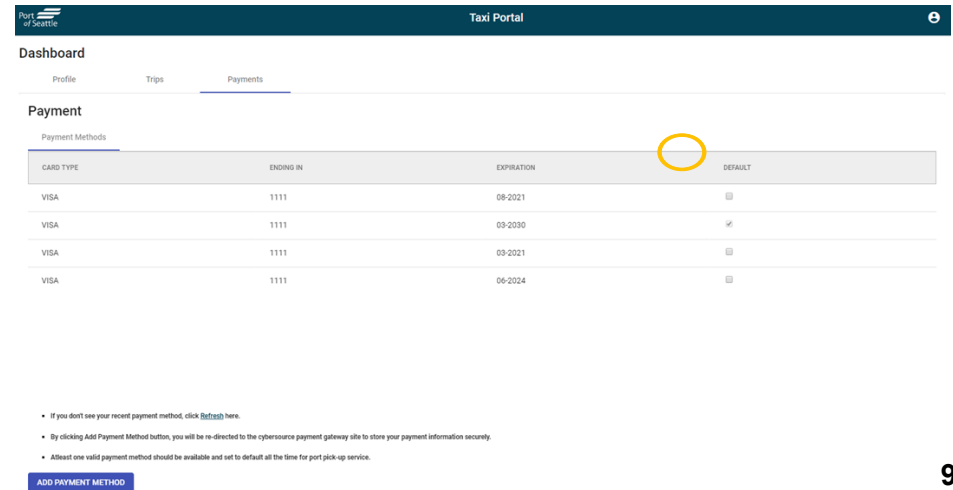 Port of Seattle
Taxi Portal
Dashboard
Profile Trips Payments
Payment
Payment Methods
CARD TYPE ENDING IN EXPIRATION DEFAULT
VISA 1111 08-2021
VISA 1111 03-2030
VISA 1111 03-2021
VISA 1111 06-2024
• If you don't see your recent payment method, click Refresh here.
• By clicking Add Payment Method button, you will be re-directed to the cybersource payment gateway site to store your payment information securely.
• Atleast one valid payment method should be available and set to default all the time for port pick-up service.
ADD PAYMENT METHOD
9